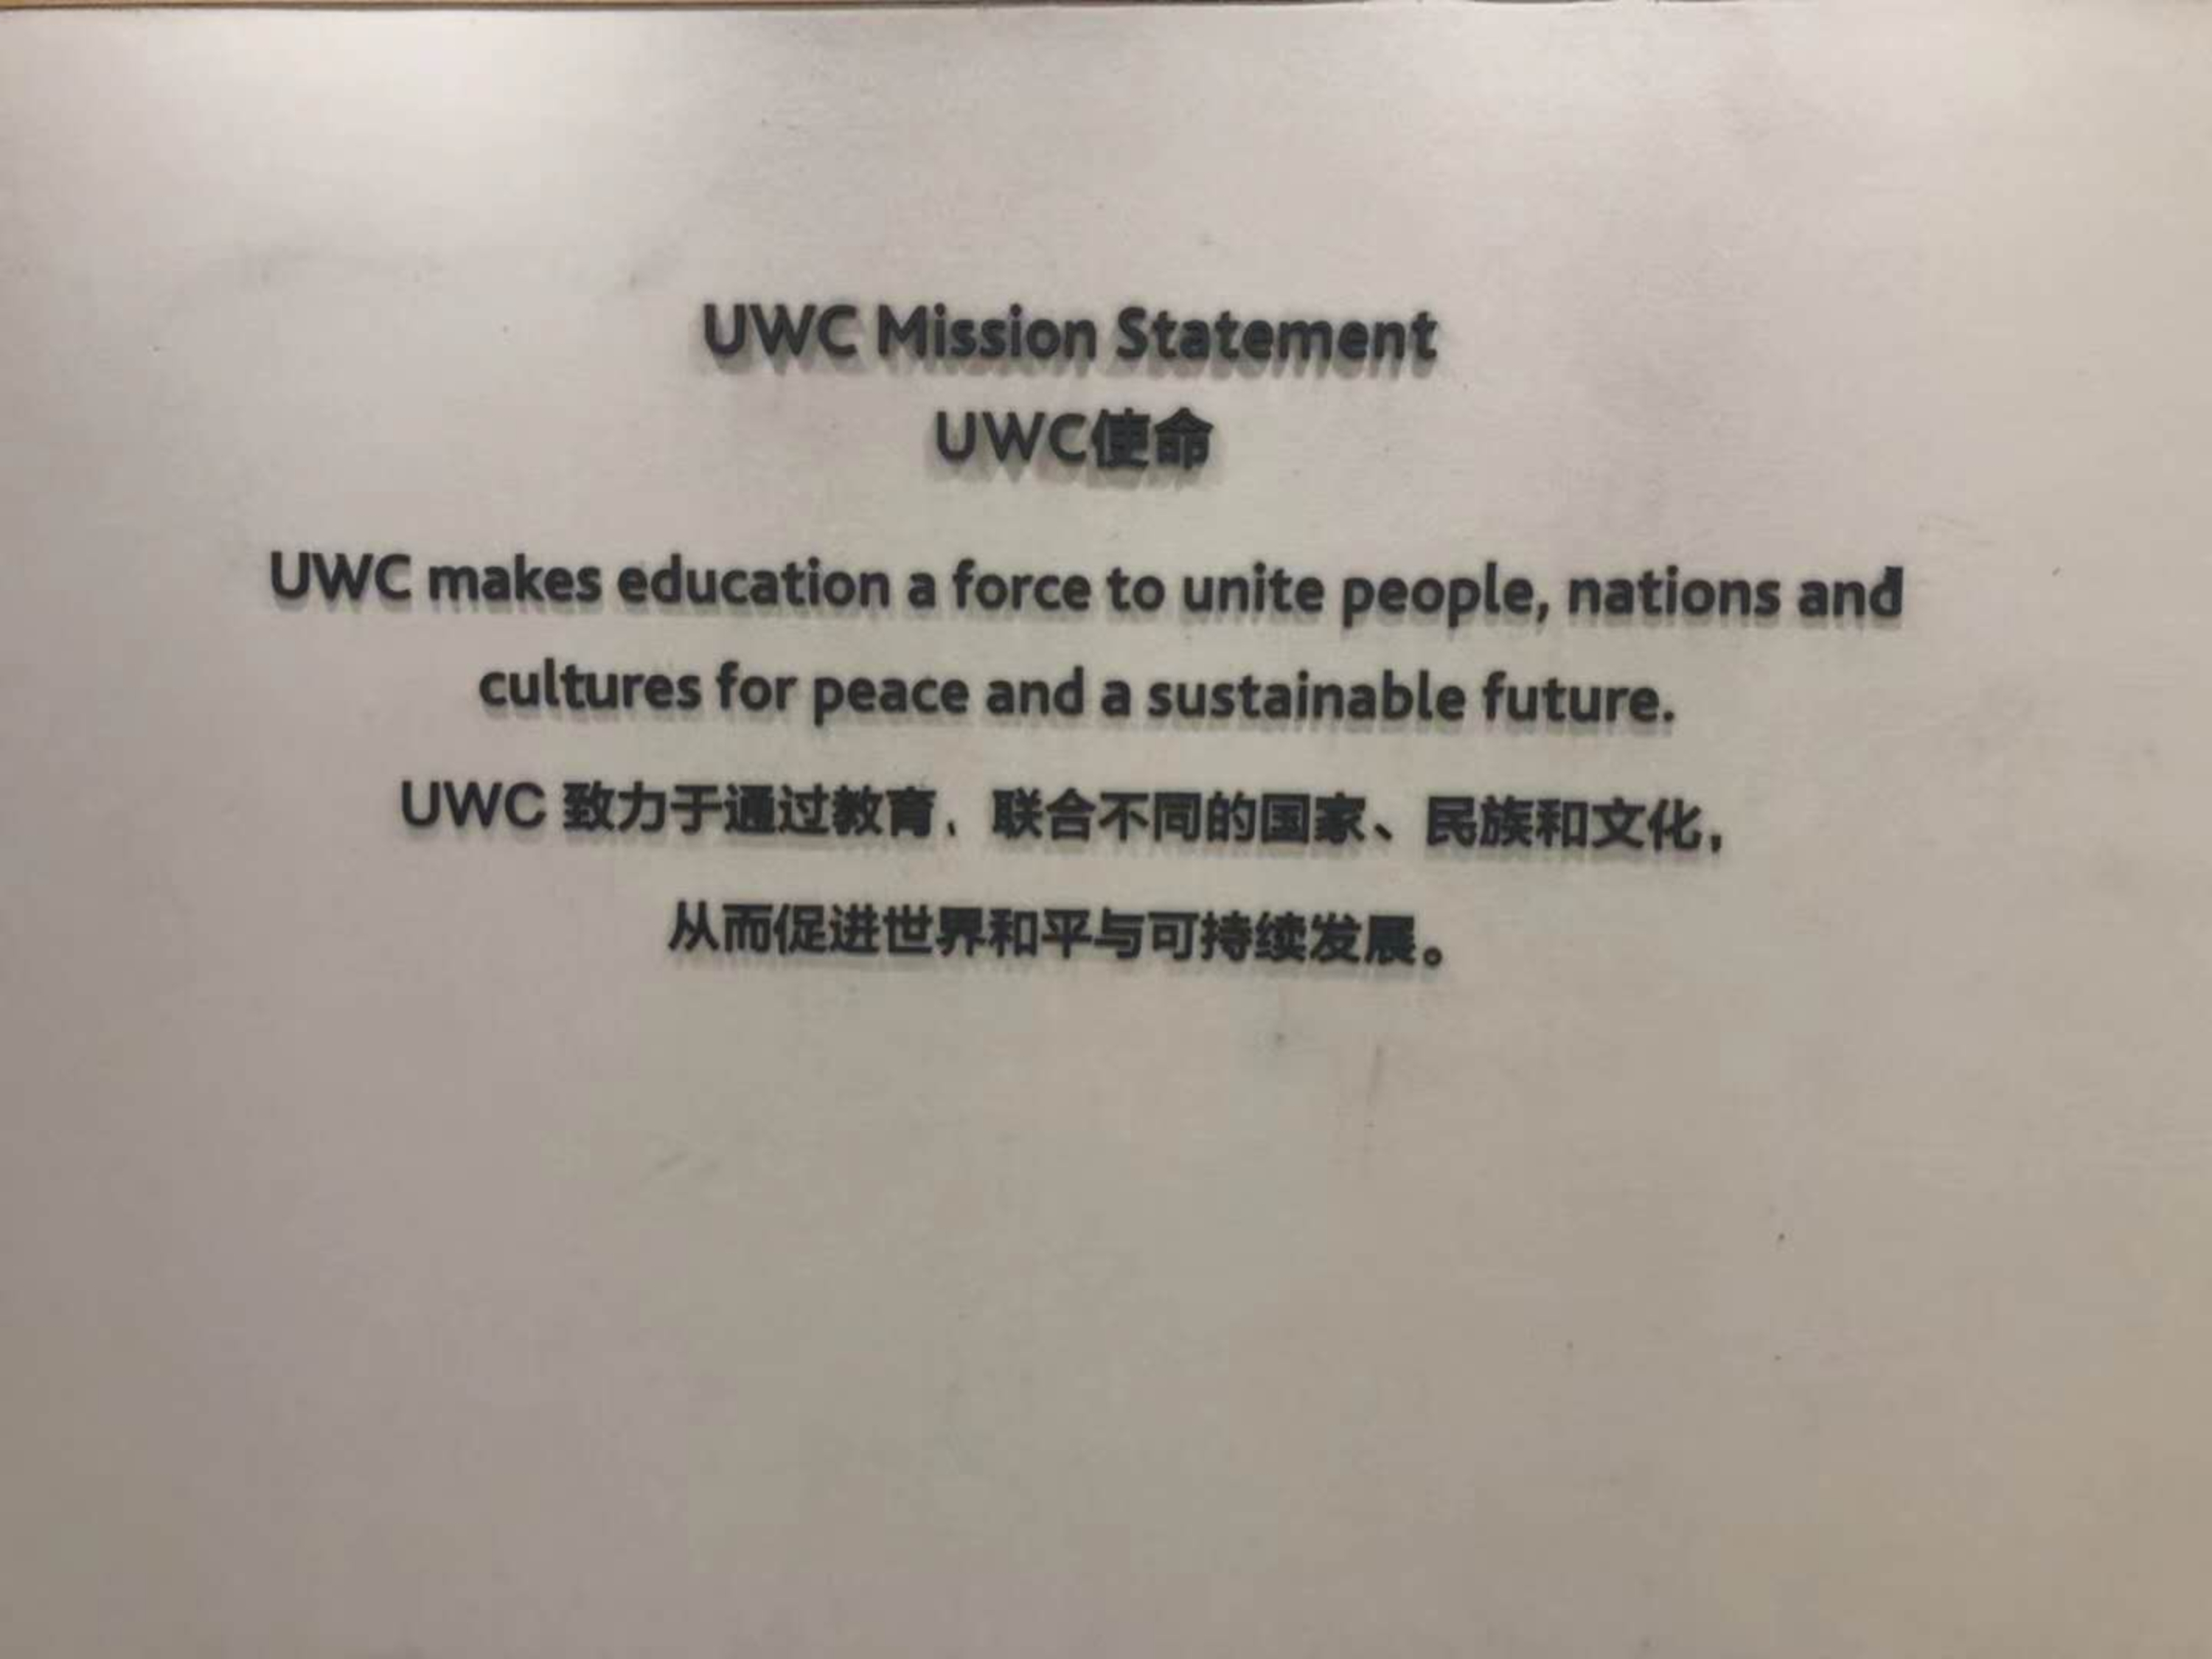 UWC Mission Statement
UWC使命
UWC makes education a force to unite people, nations and
cultures for peace and a sustainable future.
UWC 致力于通过教育，联合不同的国家、民族和文化，
从而促进世界和平与可持续发展。